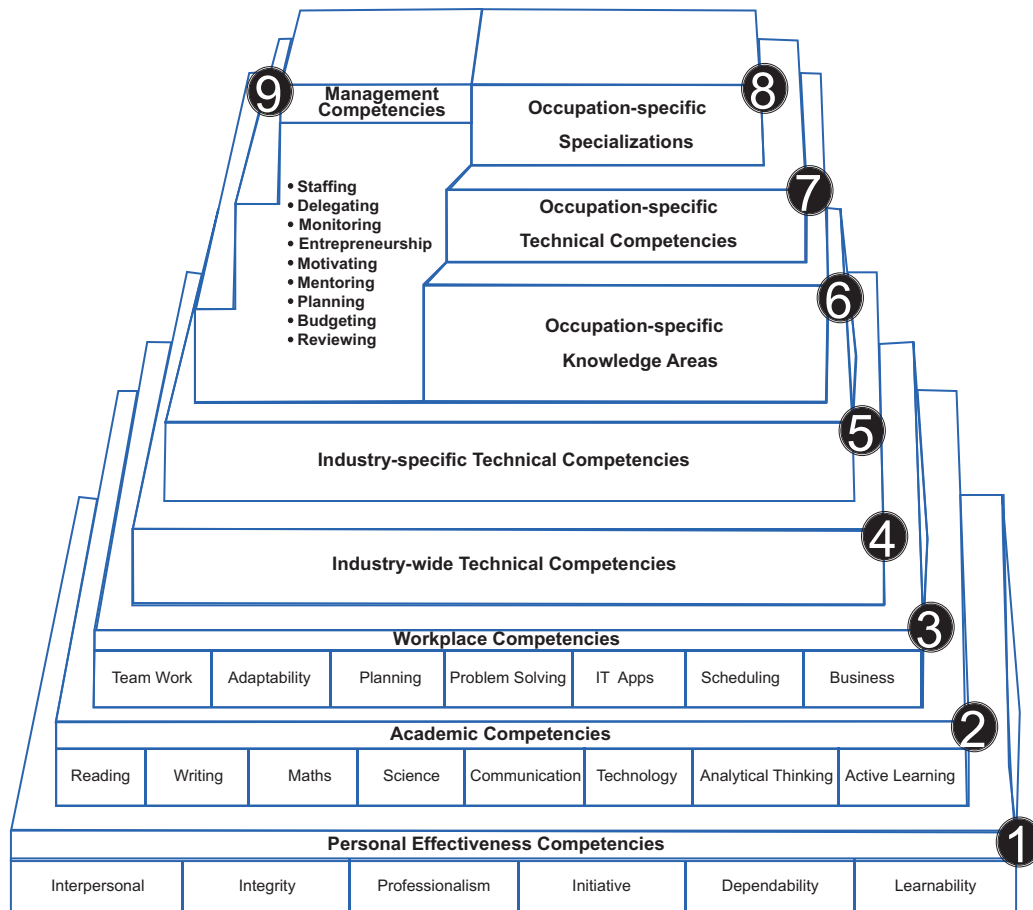 9
Management
Competencies
8
Occupation-specific
Specializations
• Staffing
• Delegating
• Monitoring
• Entrepreneurship
• Motivating
• Mentoring
• Planning
• Budgeting
• Reviewing
7
Occupation-specific
Technical Competencies
6
Occupation-specific
Knowledge Areas
5
Industry-specific Technical Competencies
4
Industry-wide Technical Competencies
3
Workplace Competencies
Team Work Adaptability Planning Problem Solving IT Apps Scheduling Business
2
Academic Competencies
Reading Writing Maths Science Communication Technology Analytical Thinking Active Learning
1
Personal Effectiveness Competencies
Interpersonal Integrity Professionalism Initiative Dependability Learnability